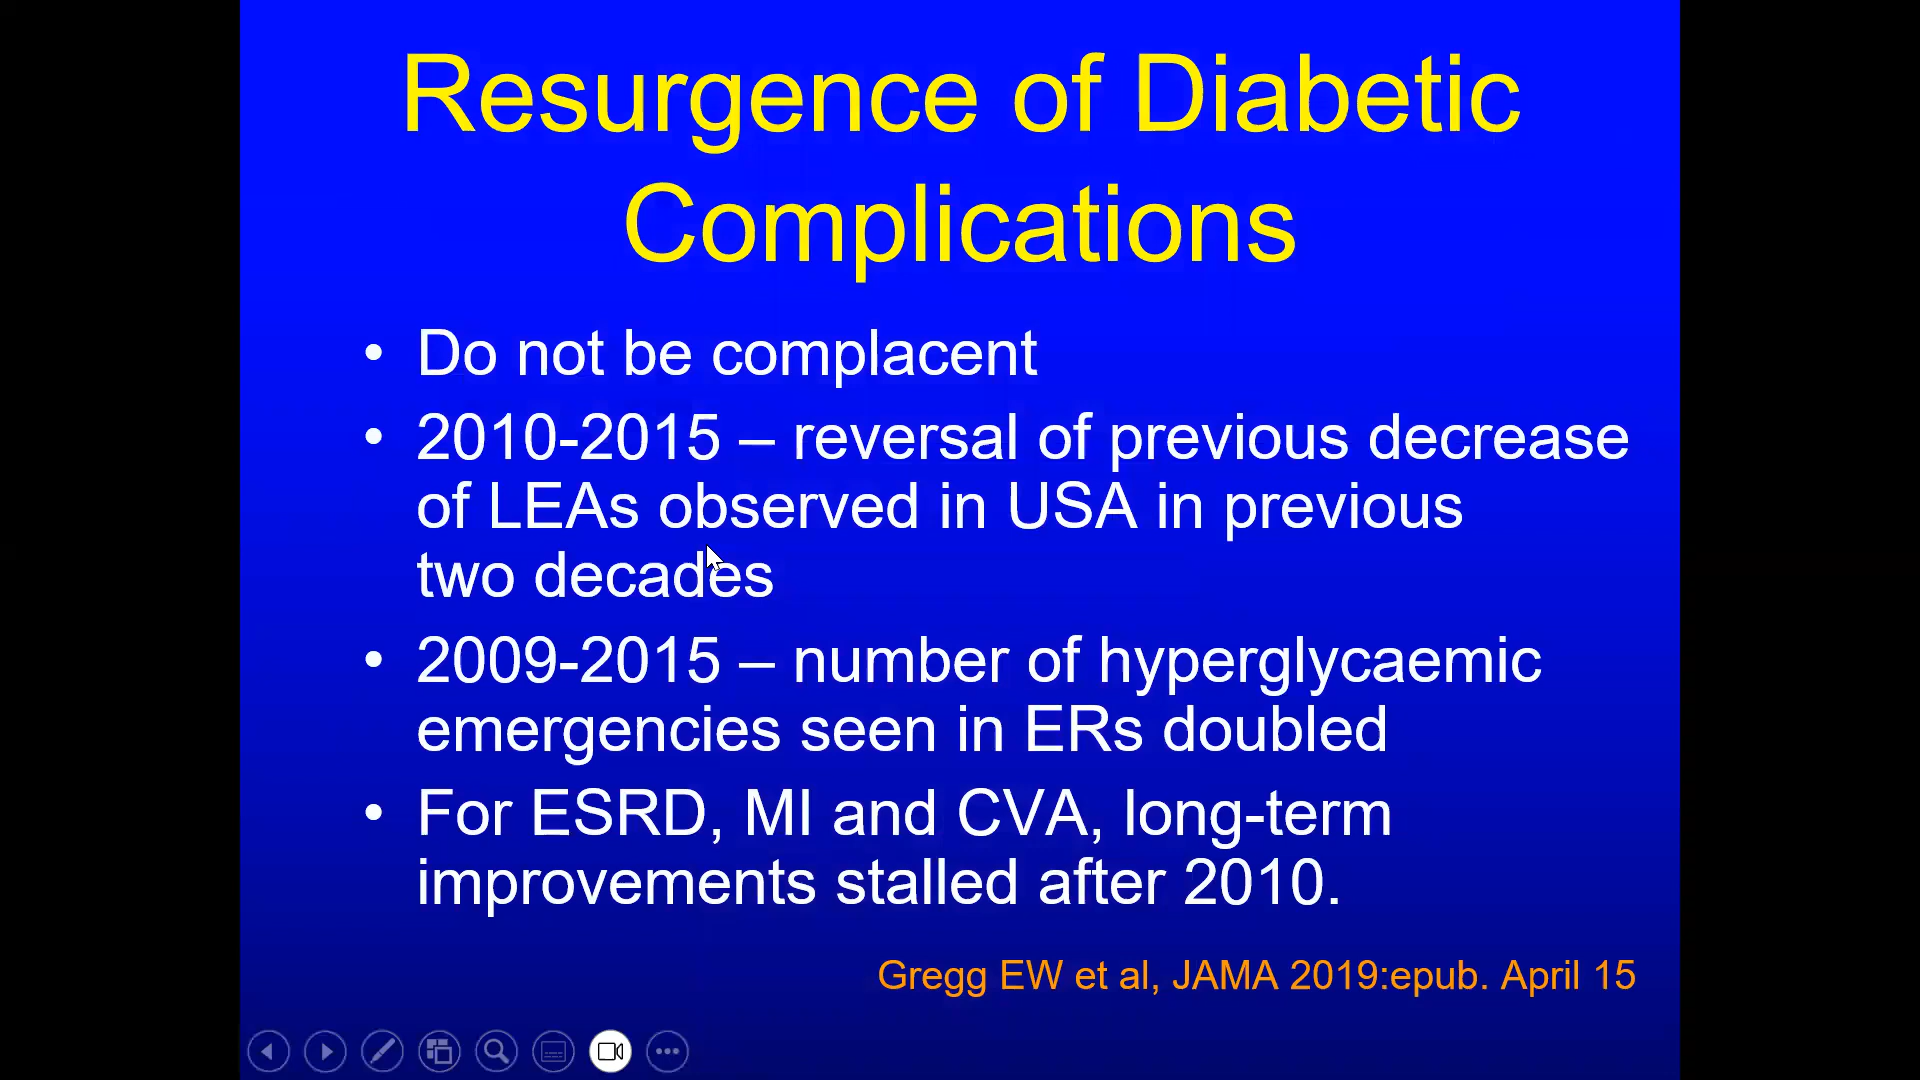 Resurgence of Diabetic
Complications
• Do not be complacent
• 2010-2015 – reversal of previous decrease
of LEAs observed in USA in previous
two decades
• 2009-2015 – number of hyperglycaemic
emergencies seen in ERs doubled
• For ESRD, MI and CVA, long-term
improvements stalled after 2010.
Gregg EW et al, JAMA 2019:epub. April 15